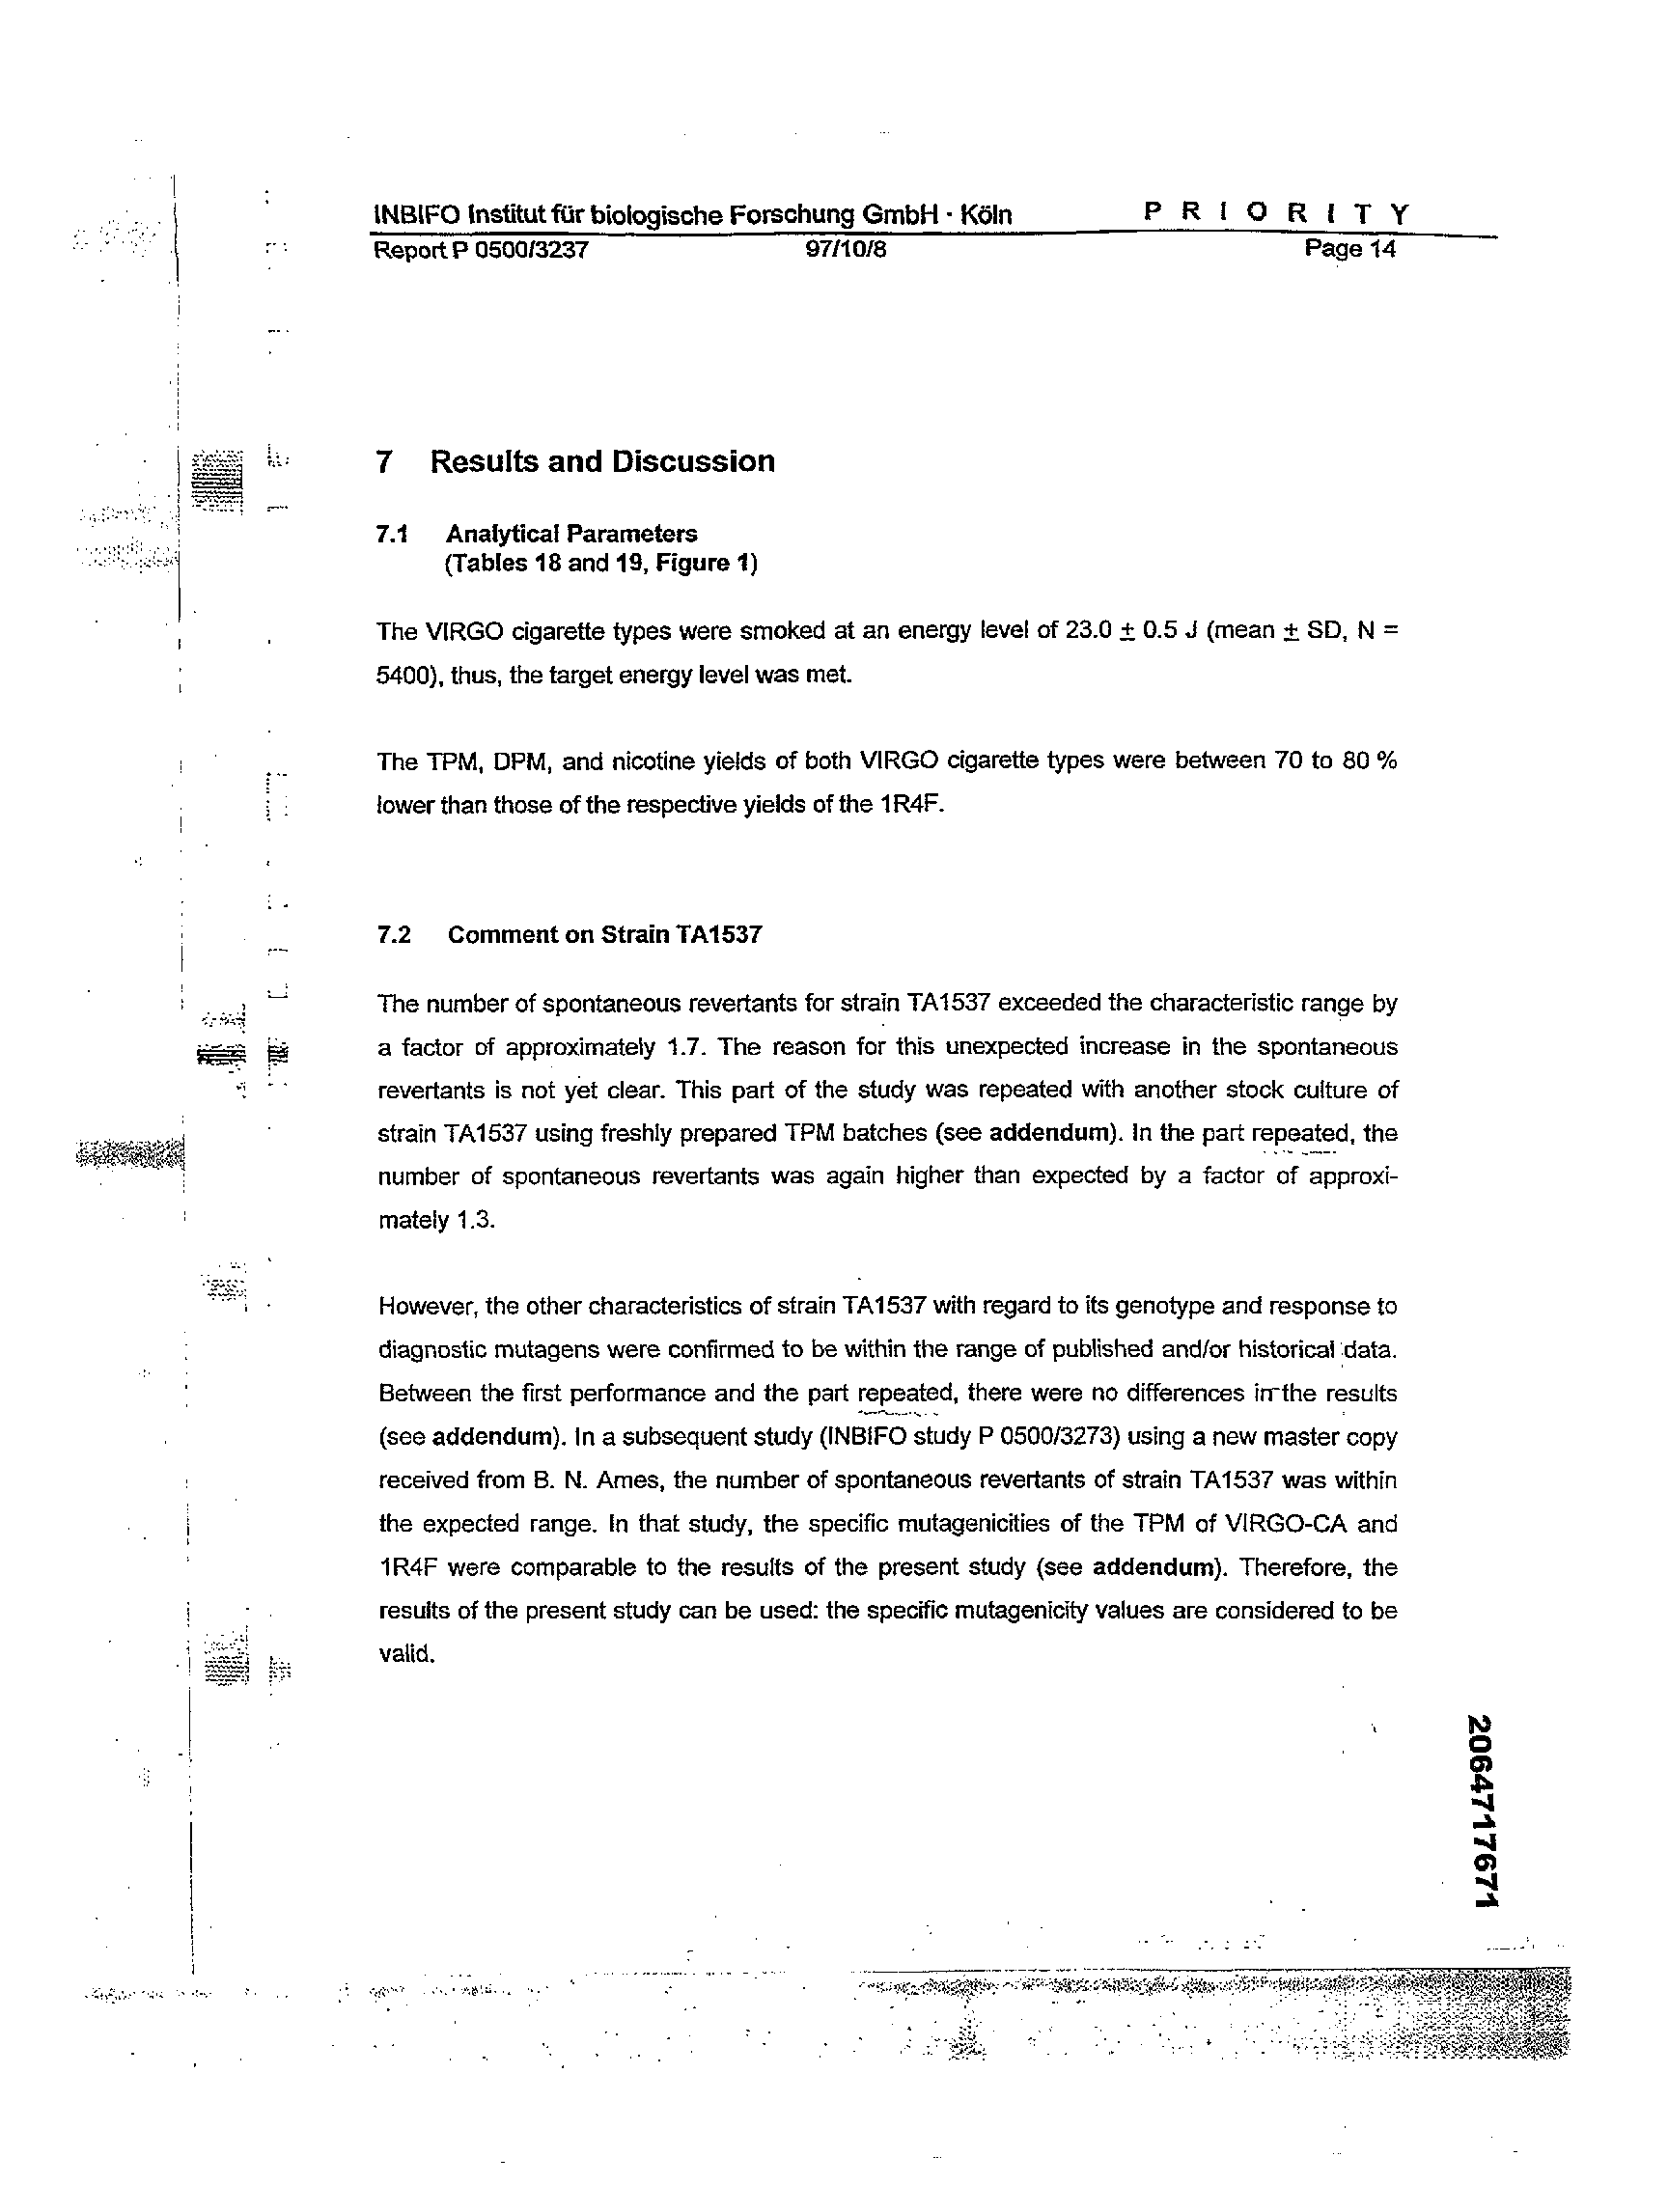 INBIFO Institut für biologische Forschung GmbH · Köln P R I O R I T Y
Report P 0500/3237 97/10/8 Page 14
7 Results and Discussion
7.1 Analytical Parameters
(Tables 18 and 19, Figure 1)
The VIRGO cigarette types were smoked at an energy level of 23.0 ± 0.5 J (mean ± SD, N =
5400), thus, the target energy level was met.
The TPM, DPM, and nicotine yields of both VIRGO cigarette types were between 70 to 80 %
lower than those of the respective yields of the 1R4F.
7.2 Comment on Strain TA1537
The number of spontaneous revertants for strain TA1537 exceeded the characteristic range by
a factor of approximately 1.7. The reason for this unexpected increase in the spontaneous
revertants is not yet clear. This part of the study was repeated with another stock culture of
strain TA1537 using freshly prepared TPM batches (see addendum). In the part repeated, the
number of spontaneous revertants was again higher than expected by a factor of approxi-
mately 1.3.
However, the other characteristics of strain TA1537 with regard to its genotype and response to
diagnostic mutagens were confirmed to be within the range of published and/or historical data.
Between the first performance and the part repeated, there were no differences in the results
(see addendum). In a subsequent study (INBIFO study P 0500/3273) using a new master copy
received from B. N. Ames, the number of spontaneous revertants of strain TA1537 was within
the expected range. In that study, the specific mutagenicities of the TPM of VIRGO-CA and
1R4F were comparable to the results of the present study (see addendum). Therefore, the
results of the present study can be used: the specific mutagenicity values are considered to be
valid.
2064717671